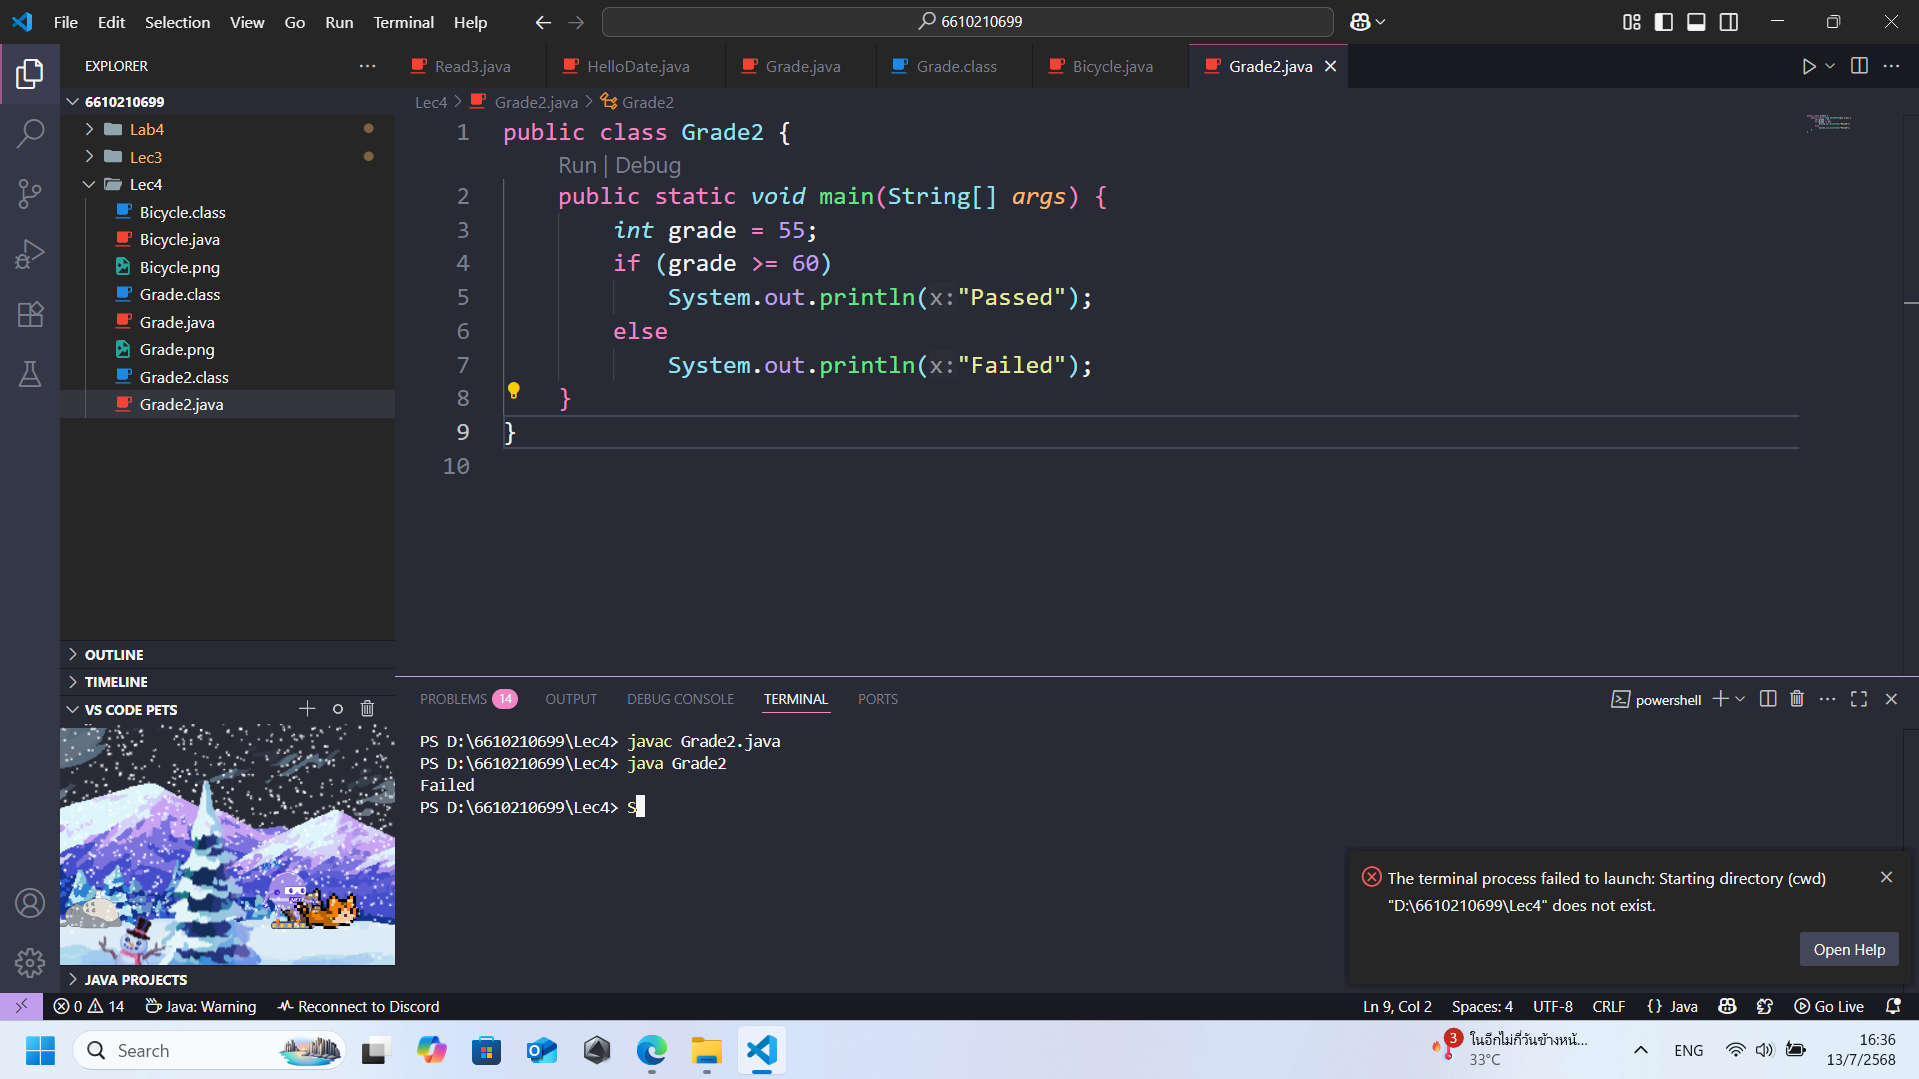 File Edit Selection View Go Run Terminal Help
6610210699
EXPLORER
6610210699
Lab4
Lec3
Lec4
Bicycle.class
Bicycle.java
Bicycle.png
Grade.class
Grade.java
Grade.png
Grade2.class
Grade2.java
OUTLINE
TIMELINE
VS CODE PETS
JAVA PROJECTS
Read3.java HelloDate.java Grade.java Grade.class Bicycle.java Grade2.java
Lec4 > Grade2.java > Grade2
1 public class Grade2 {
Run | Debug
2 public static void main(String[] args) {
3 int grade = 55;
4 if (grade >= 60)
5 System.out.println(x:"Passed");
6 else
7 System.out.println(x:"Failed");
8 }
9 }
10
PROBLEMS 14 OUTPUT DEBUG CONSOLE TERMINAL PORTS
powershell
PS D:\6610210699\Lec4> javac Grade2.java
PS D:\6610210699\Lec4> java Grade2
Failed
PS D:\6610210699\Lec4> S
The terminal process failed to launch: Starting directory (cwd)
"D:\6610210699\Lec4" does not exist.
Open Help
0 14 Java: Warning Reconnect to Discord
Ln 9, Col 2 Spaces: 4 UTF-8 CRLF {} Java Go Live
Search
3
ในอีกไม่กี่วันข้างหน้...
33°C
ENG
16:36
13/7/2568